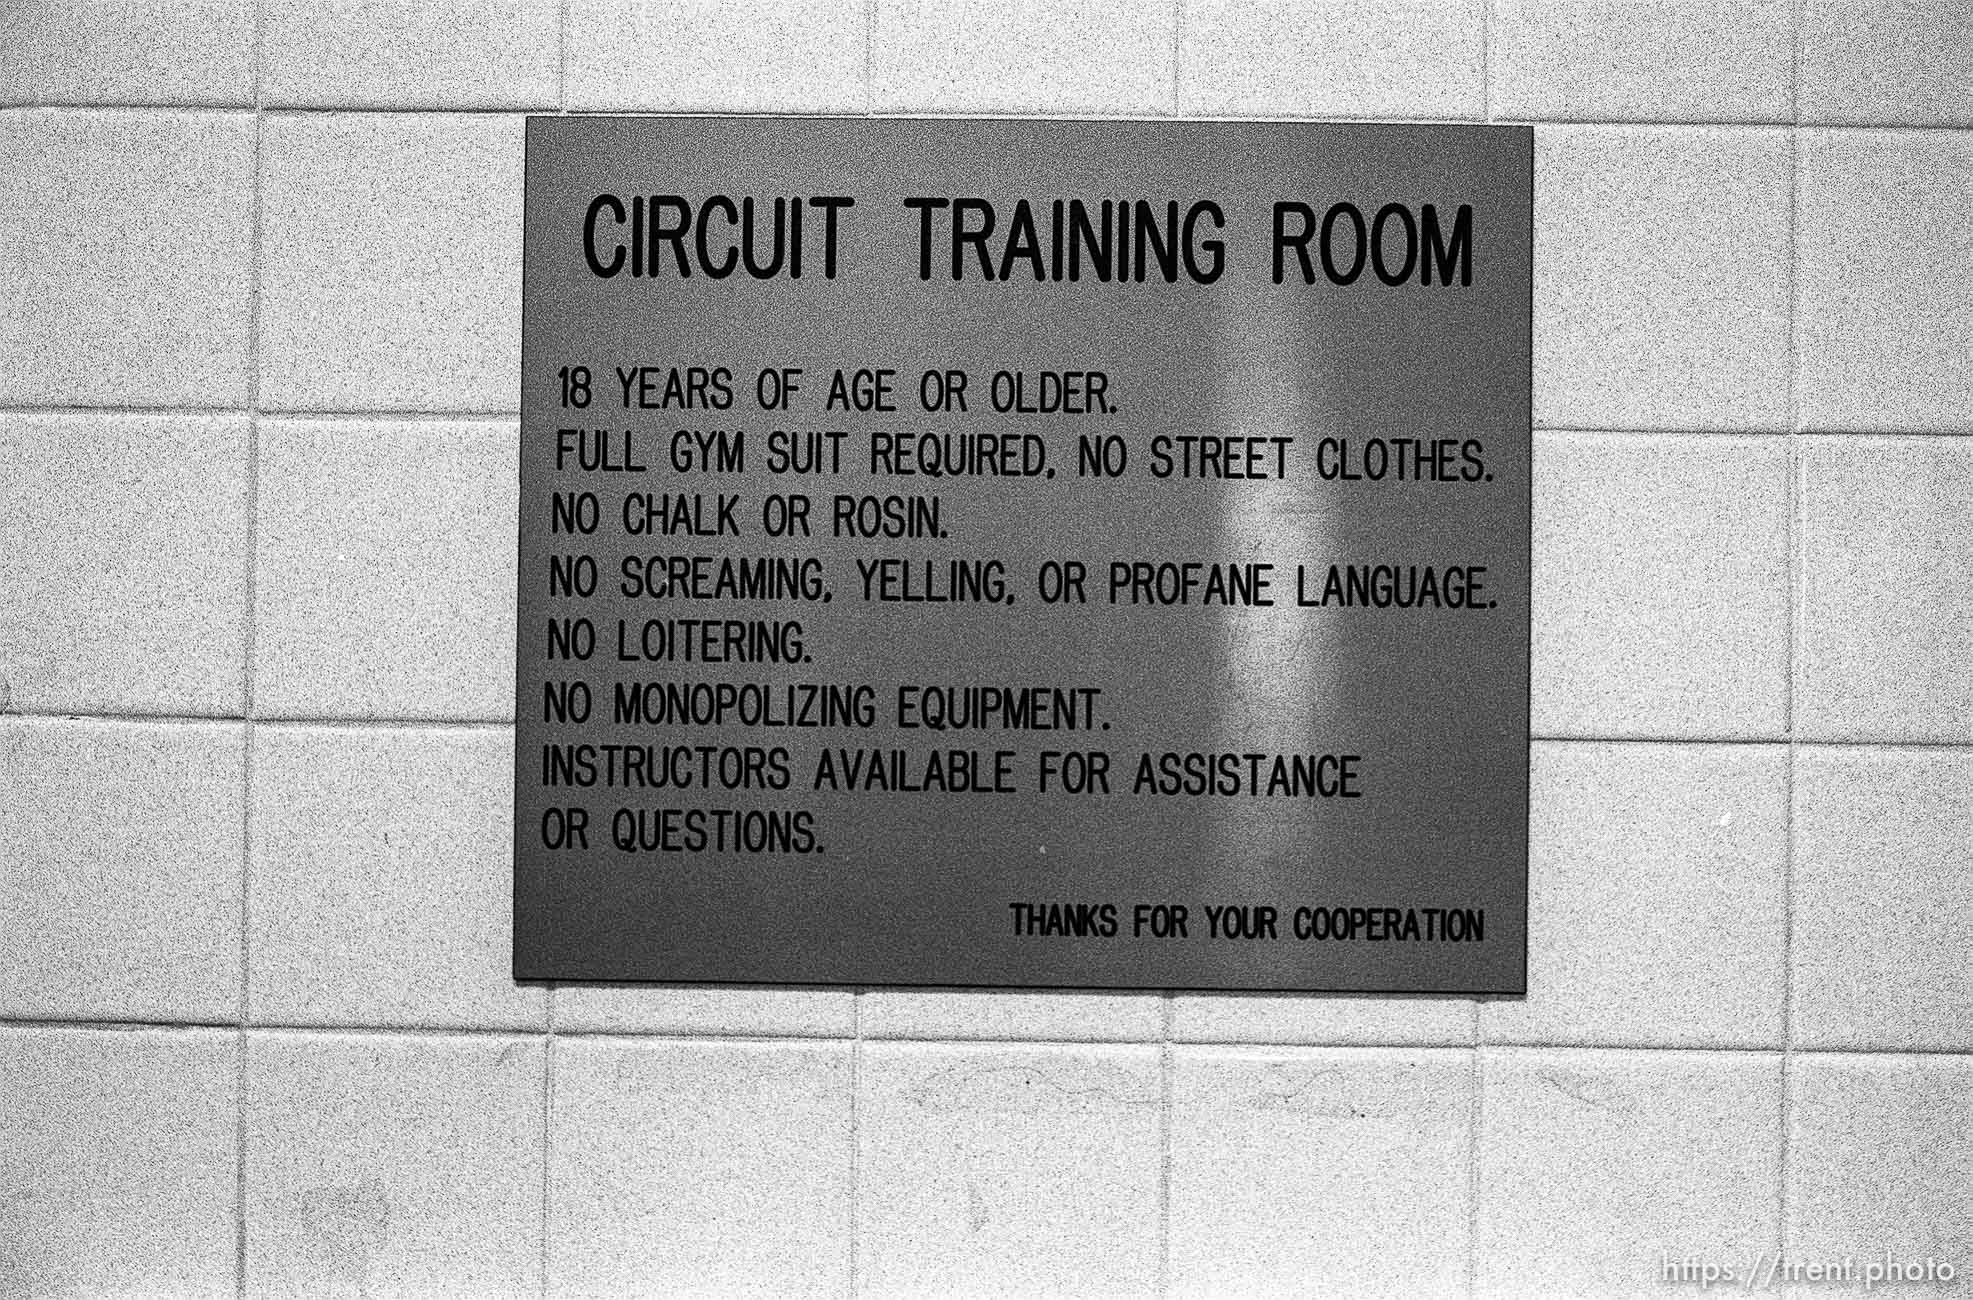 CIRCUIT TRAINING ROOM
18 YEARS OF AGE OR OLDER.
FULL GYM SUIT REQUIRED, NO STREET CLOTHES.
NO CHALK OR ROSIN.
NO SCREAMING, YELLING, OR PROFANE LANGUAGE.
NO LOITERING.
NO MONOPOLIZING EQUIPMENT.
INSTRUCTORS AVAILABLE FOR ASSISTANCE
OR QUESTIONS.
THANKS FOR YOUR COOPERATION
https://trent.photo